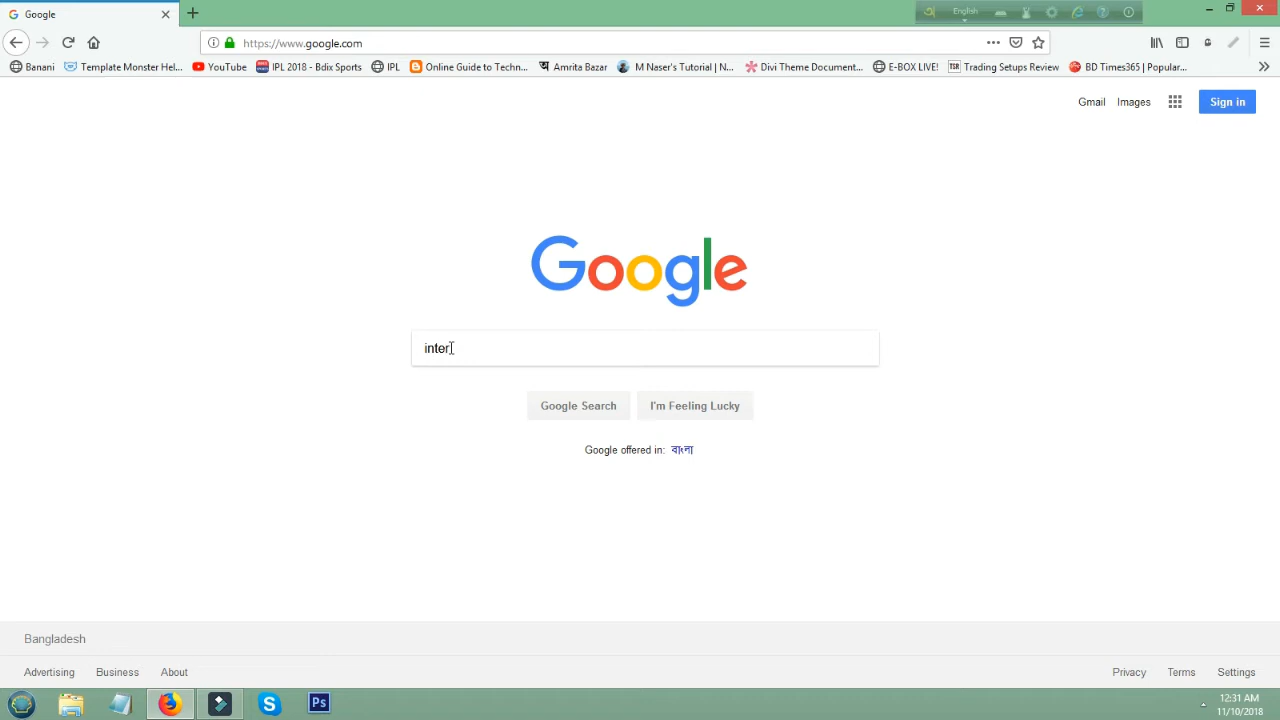 Google
English
https://www.google.com
Banani Template Monster Hel... YouTube IPL 2018 - Bdix Sports IPL Online Guide to Techn... Amrita Bazar M Naser's Tutorial | N... Divi Theme Document... E-BOX LIVE! Trading Setups Review BD Times365 | Popular...
Gmail Images Sign in
Google
inter
Google Search I'm Feeling Lucky
Google offered in: বাংলা
Bangladesh
Advertising Business About Privacy Terms Settings
Ps
12:31 AM
11/10/2018